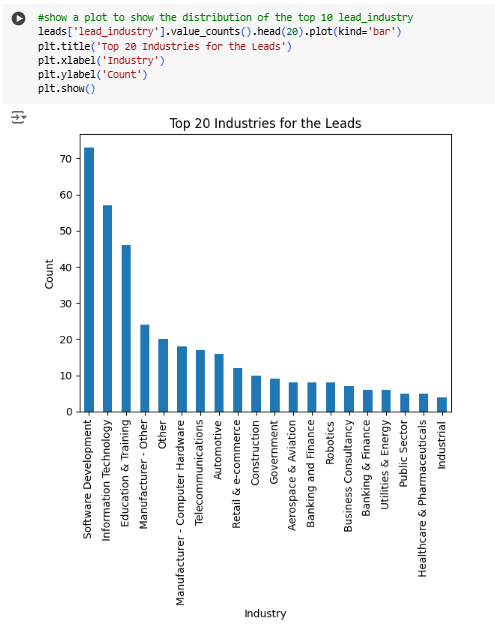 #show a plot to show the distribution of the top 10 lead_industry
leads['lead_industry'].value_counts().head(20).plot(kind='bar')
plt.title('Top 20 Industries for the Leads')
plt.xlabel('Industry')
plt.ylabel('Count')
plt.show()
Top 20 Industries for the Leads
70
60
50
40
30
20
10
0
Count
Software Development
Information Technology
Education & Training
Manufacturer - Other
Other
Manufacturer - Computer Hardware
Telecommunications
Automotive
Retail & e-commerce
Construction
Government
Aerospace & Aviation
Banking and Finance
Robotics
Business Consultancy
Banking & Finance
Utilities & Energy
Public Sector
Healthcare & Pharmaceuticals
Industrial
Industry